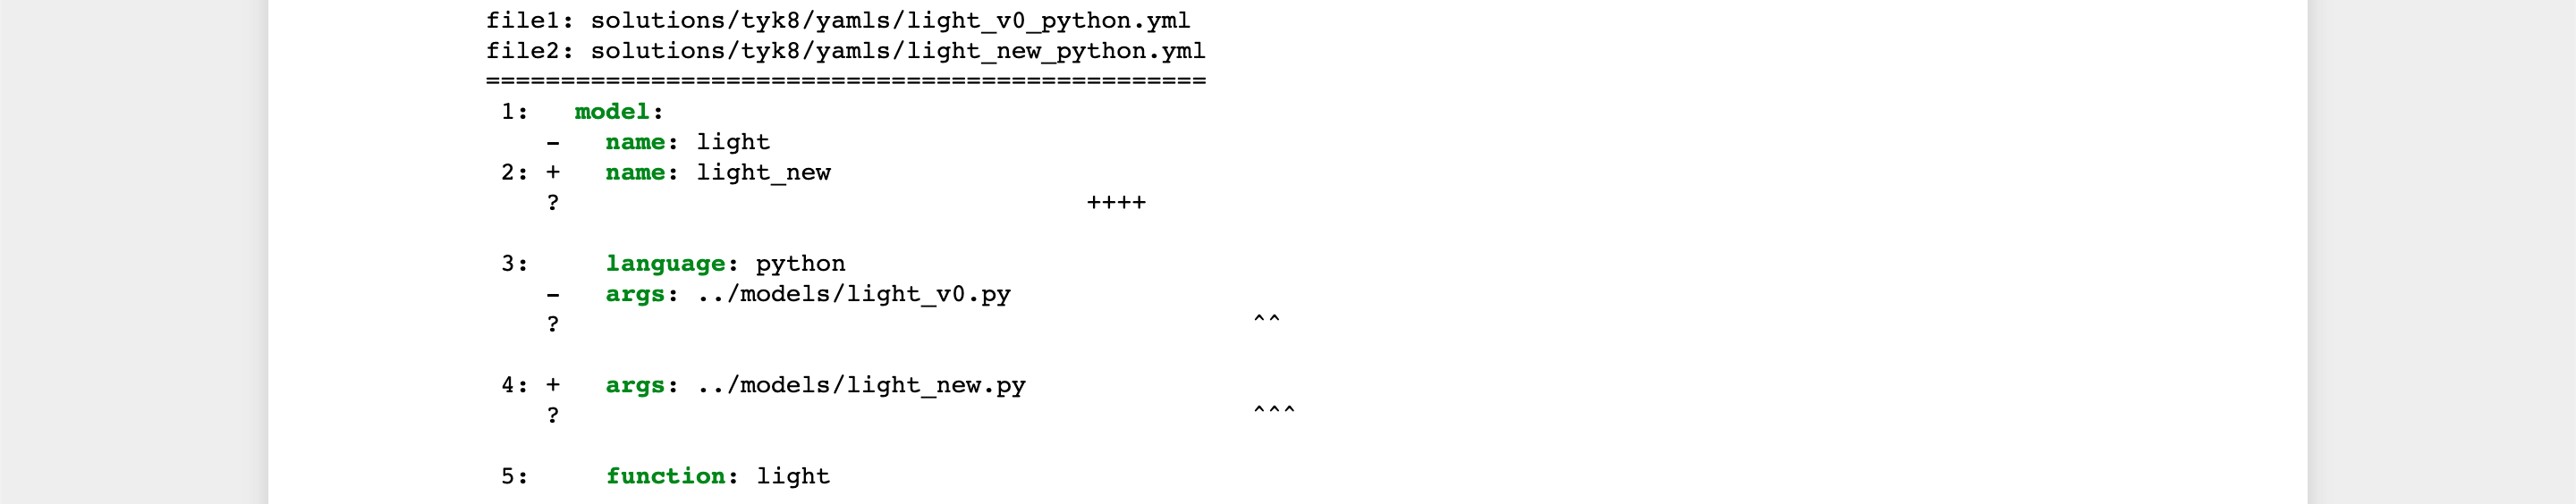 file1: solutions/tyk8/yamls/light_v0_python.yml
file2: solutions/tyk8/yamls/light_new_python.yml
================================================
1:   model:
   -   name: light
2: +   name: light_new
   ?                                    ++++
3:     language: python
   -   args: ../models/light_v0.py
   ?                                               ^^
4: +   args: ../models/light_new.py
   ?                                               ^^^
5:     function: light